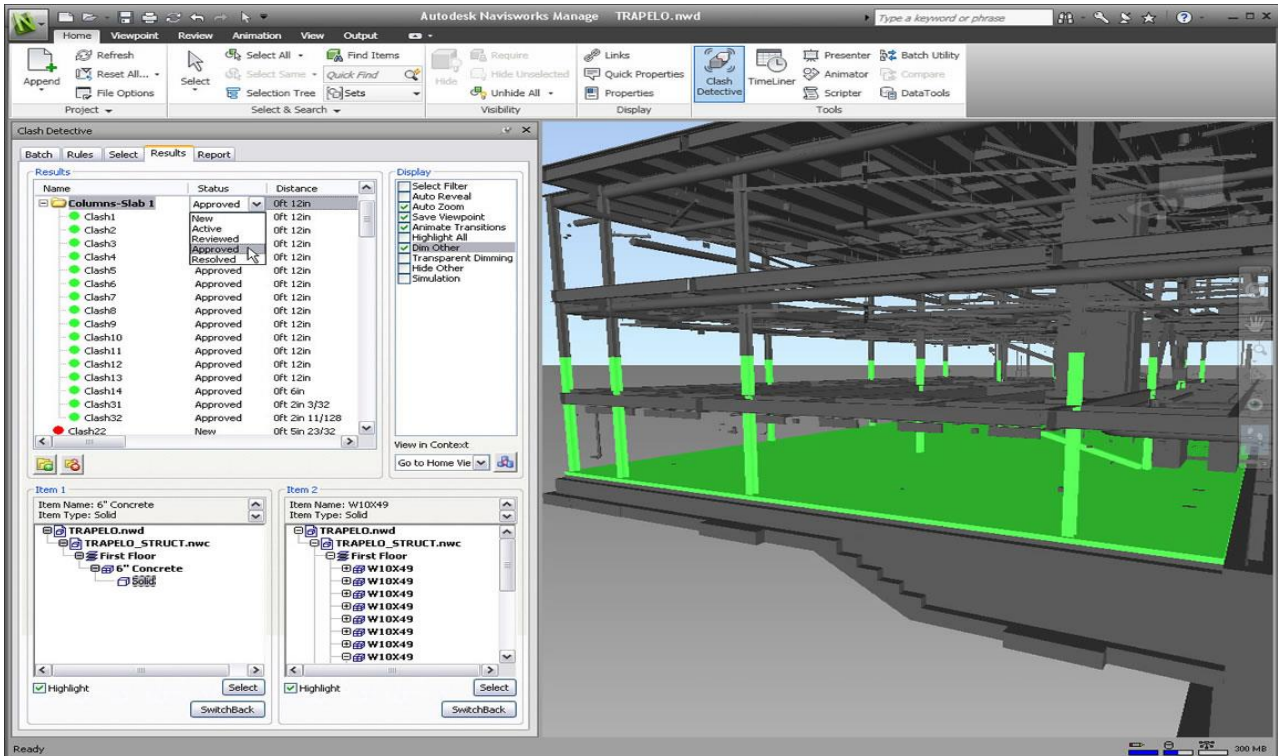 Autodesk Navisworks Manage TRAPELO.nwd
Type a keyword or phrase
Home Viewpoint Review Animation View Output
Append
Refresh
Reset All...
File Options
Project
Select
Select All
Select Same
Selection Tree
Find Items
Quick Find
Sets
Select & Search
Hide
Require
Hide Unselected
Unhide All
Visibility
Links
Quick Properties
Properties
Display
Clash
Detective
TimeLiner
Presenter
Animator
Scripter
Batch Utility
Compare
DataTools
Tools
Clash Detective
Batch Rules Select Results Report
Results
Name Status Distance
Columns-Slab 1 Approved 0ft 12in
Clash1 0ft 12in
Clash2 0ft 12in
Clash3 0ft 12in
Clash4 0ft 12in
New
Active
Reviewed
Approved
Resolved
Clash5 Approved 0ft 12in
Clash6 Approved 0ft 12in
Clash7 Approved 0ft 12in
Clash8 Approved 0ft 12in
Clash9 Approved 0ft 12in
Clash10 Approved 0ft 12in
Clash11 Approved 0ft 12in
Clash12 Approved 0ft 12in
Clash13 Approved 0ft 12in
Clash14 Approved 0ft 6in
Clash31 Approved 0ft 2in 3/32
Clash32 Approved 0ft 2in 11/128
Clash22 New 0ft 5in 23/32
Display
Select Filter
Auto Reveal
Auto Zoom
Save Viewpoint
Animate Transitions
Highlight All
Dim Other
Transparent Dimming
Hide Other
Simulation
View in Context
Go to Home Vie
Item 1
Item Name: 6" Concrete
Item Type: Solid
TRAPELO.nwd
TRAPELO_STRUCT.nwc
First Floor
6" Concrete
Solid
Highlight
Select
SwitchBack
Item 2
Item Name: W10X49
Item Type: Solid
TRAPELO.nwd
TRAPELO_STRUCT.nwc
First Floor
W10X49
W10X49
W10X49
W10X49
W10X49
W10X49
W10X49
W10X49
Highlight
Select
SwitchBack
Ready
300 MB